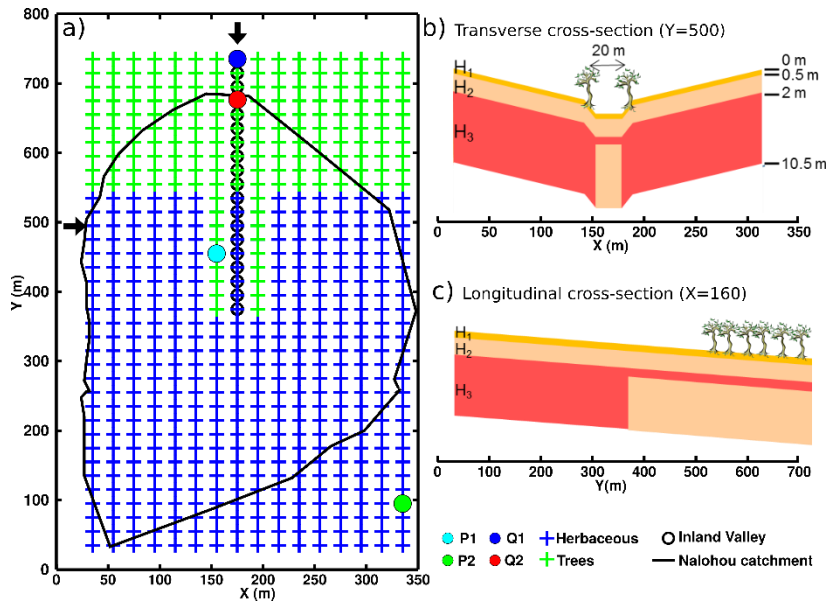 a)
800
700
600
500
400
300
200
100
0
Y (m)
0 50 100 150 200 250 300 350
X (m)
b) Transverse cross-section (Y=500)
20 m
H1
H2
H3
0 m
0.5 m
2 m
10.5 m
0 50 100 150 200 250 300 350
X (m)
c) Longitudinal cross-section (X=160)
H1
H2
H3
0 100 200 300 400 500 600 700
Y(m)
P1 Q1 Herbaceous Inland Valley
P2 Q2 Trees Nalohou catchment